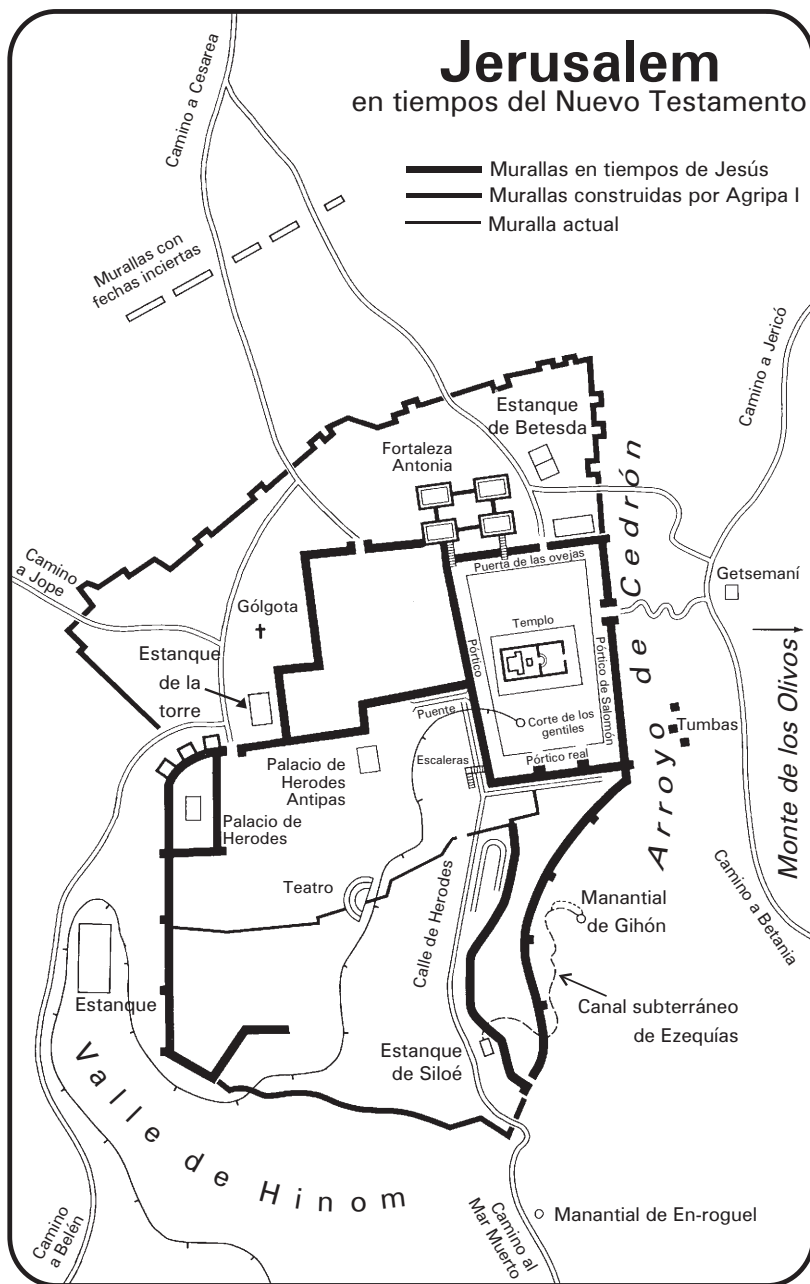 Jerusalem
en tiempos del Nuevo Testamento
Murallas en tiempos de Jesús
Murallas construidas por Agripa I
Muralla actual
Camino a Cesarea
Murallas con
fechas inciertas
Camino a Jericó
Estanque
de Betesda
Fortaleza
Antonia
Arroyo de Cedrón
Puerta de las ovejas
Camino
a Jope
Getsemaní
Gólgota
Templo
Pórtico
Pórtico de Salomón
Monte de los Olivos
Estanque
de la
torre
Puente
Corte de los
gentiles
Tumbas
Escaleras
Pórtico real
Palacio de
Herodes
Antipas
Palacio de
Herodes
Teatro
Calle de Herodes
Manantial
de Gihón
Camino a Betania
Estanque
Canal subterráneo
de Ezequías
Estanque
de Siloé
Valle de Hinom
Camino
a Belén
Camino al
Mar Muerto
Manantial de En-roguel